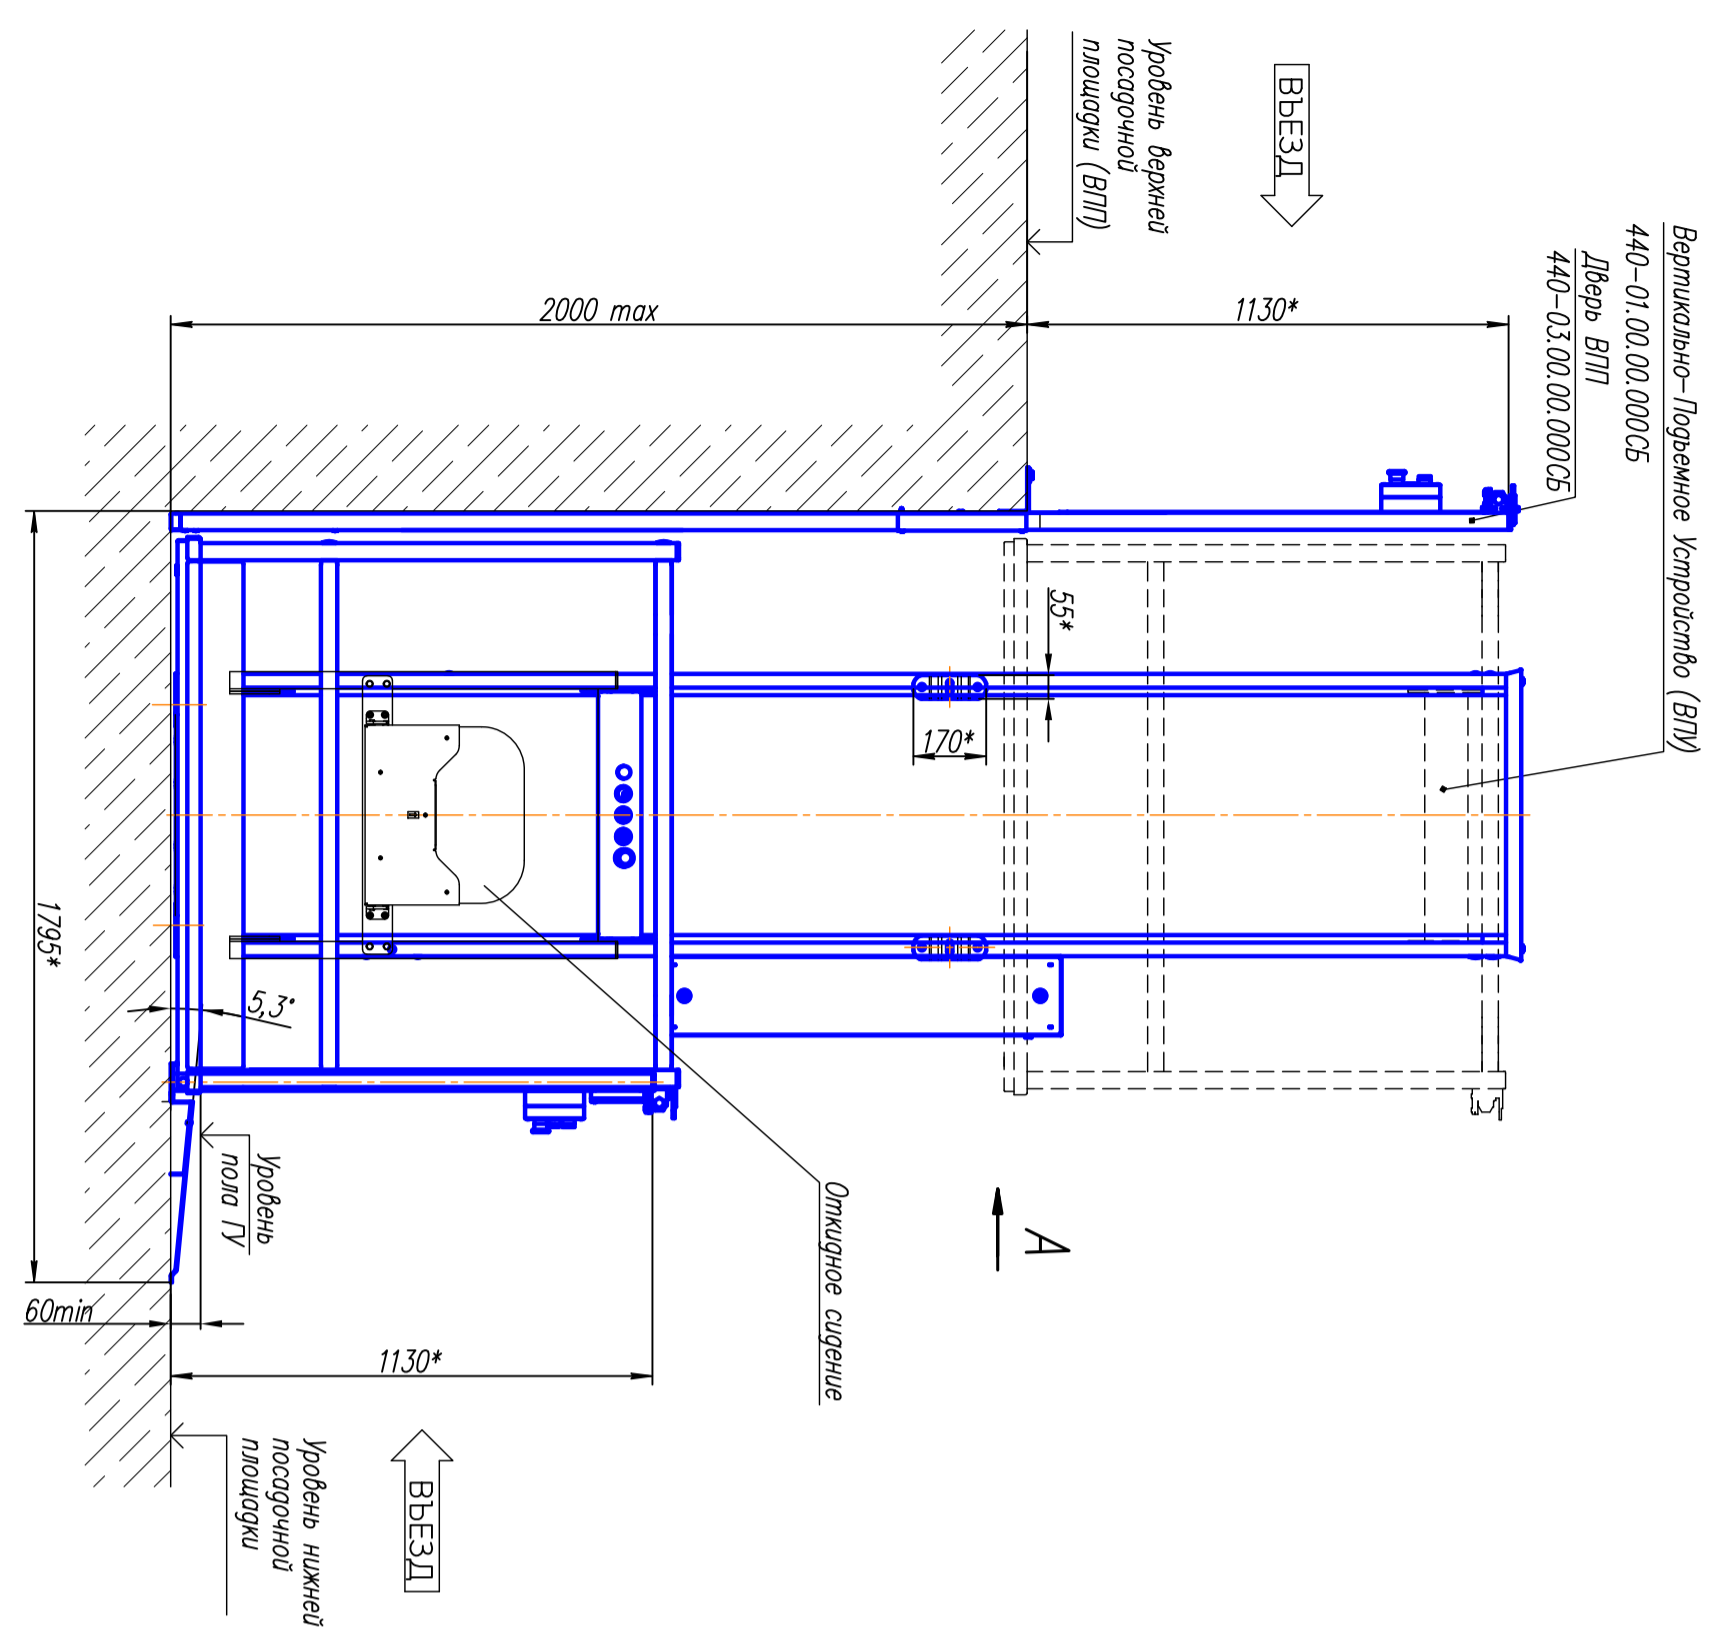 Вертикально-Подъемное Устройство (ВПУ)
440-01.00.00.000СБ
Дверь ВПП
440-03.00.00.000СБ
ВЪЕЗД
Уровень верхней
посадочной
площадки (ВПП)
1130*
2000 max
55*
170*
1795*
5,3°
Уровень
пола ГУ
Откидное сидение
А
60min
1130*
ВЪЕЗД
Уровень нижней
посадочной
площадки